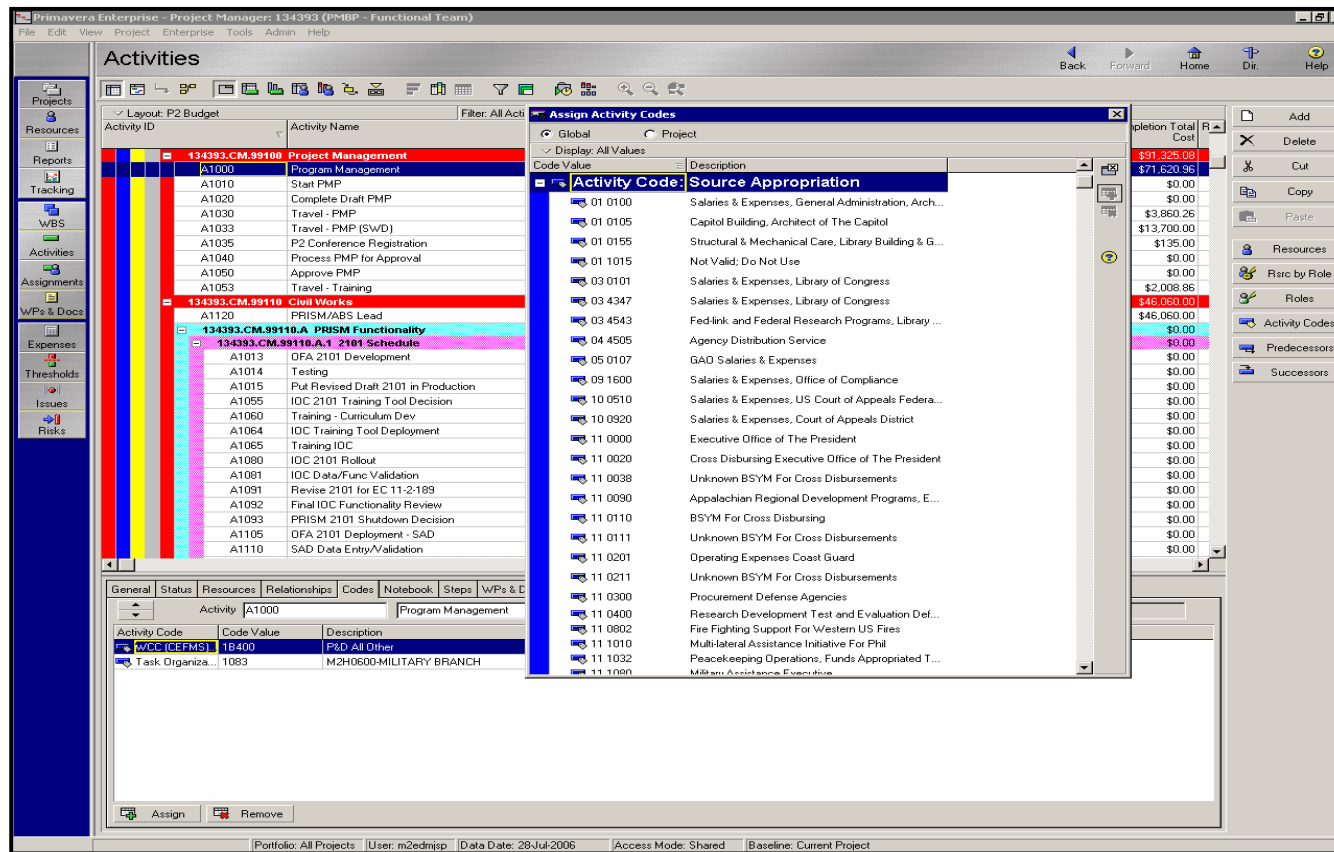 Primavera Enterprise - Project Manager: 134393 (PMBP - Functional Team)
File Edit View Project Enterprise Tools Admin Help
Activities
Back Forward Home Dir. Help
Projects
Resources
Reports
Tracking
WBS
Activities
Assignments
WPs & Docs
Expenses
Thresholds
Issues
Risks
Layout: P2 Budget Filter: All Acti
Activity ID Activity Name pletion Total Cost R
134393.CM.99100 Project Management $91,325.08
A1000 Program Management $71,620.96
A1010 Start PMP $0.00
A1020 Complete Draft PMP $0.00
A1030 Travel - PMP $3,860.26
A1033 Travel - PMP (SWD) $13,700.00
A1035 P2 Conference Registration $135.00
A1040 Process PMP for Approval $0.00
A1050 Approve PMP $0.00
A1053 Travel - Training $2,008.86
134393.CM.99110 Civil Works $46,060.00
A1120 PRISM/ABS Lead $46,060.00
134393.CM.99110.A PRISM Functionality $0.00
134393.CM.99110.A.1 2101 Schedule $0.00
A1013 OFA 2101 Development $0.00
A1014 Testing $0.00
A1015 Put Revised Draft 2101 in Production $0.00
A1055 IOC 2101 Training Tool Decision $0.00
A1060 Training - Curriculum Dev $0.00
A1064 IOC Training Tool Deployment $0.00
A1065 Training IOC $0.00
A1080 IOC 2101 Rollout $0.00
A1081 IOC Data/Func Validation $0.00
A1091 Revise 2101 for EC 11-2-189 $0.00
A1092 Final IOC Functionality Review $0.00
A1093 PRISM 2101 Shutdown Decision $0.00
A1105 OFA 2101 Deployment - SAD $0.00
A1110 SAD Data Entry/Validation $0.00
Assign Activity Codes
Global Project
Display: All Values
Code Value Description
Activity Code: Source Appropriation
01 0100 Salaries & Expenses, General Administration, Arch...
01 0105 Capitol Building, Architect of The Capitol
01 0155 Structural & Mechanical Care, Library Building & G...
01 1015 Not Valid; Do Not Use
03 0101 Salaries & Expenses, Library of Congress
03 4347 Salaries & Expenses, Library of Congress
03 4543 Fed-link and Federal Research Programs, Library ...
04 4505 Agency Distribution Service
05 0107 GAO Salaries & Expenses
09 1600 Salaries & Expenses, Office of Compliance
10 0510 Salaries & Expenses, US Court of Appeals Federa...
10 0920 Salaries & Expenses, Court of Appeals District
11 0000 Executive Office of The President
11 0020 Cross Disbursing Executive Office of The President
11 0038 Unknown BSYM For Cross Disbursements
11 0090 Appalachian Regional Development Programs, E...
11 0110 BSYM For Cross Disbursing
11 0111 Unknown BSYM For Cross Disbursements
11 0201 Operating Expenses Coast Guard
11 0211 Unknown BSYM For Cross Disbursements
11 0300 Procurement Defense Agencies
11 0400 Research Development Test and Evaluation Def...
11 0802 Fire Fighting Support For Western US Fires
11 1010 Multi-lateral Assistance Initiative For Phil
11 1032 Peacekeeping Operations, Funds Appropriated T...
11 1080 Military Assistance Executive
Add
Delete
Cut
Copy
Paste
Resources
Rsrc by Role
Roles
Activity Codes
Predecessors
Successors
General Status Resources Relationships Codes Notebook Steps WPs & D
Activity A1000 Program Management
Activity Code Code Value Description
WCC (CEFMS).. 1B400 P&D All Other
Task Organiza... 1083 M2H0600-MILITARY BRANCH
Assign Remove
Portfolio: All Projects User: m2edmjsp Data Date: 28-Jul-2006 Access Mode: Shared Baseline: Current Project